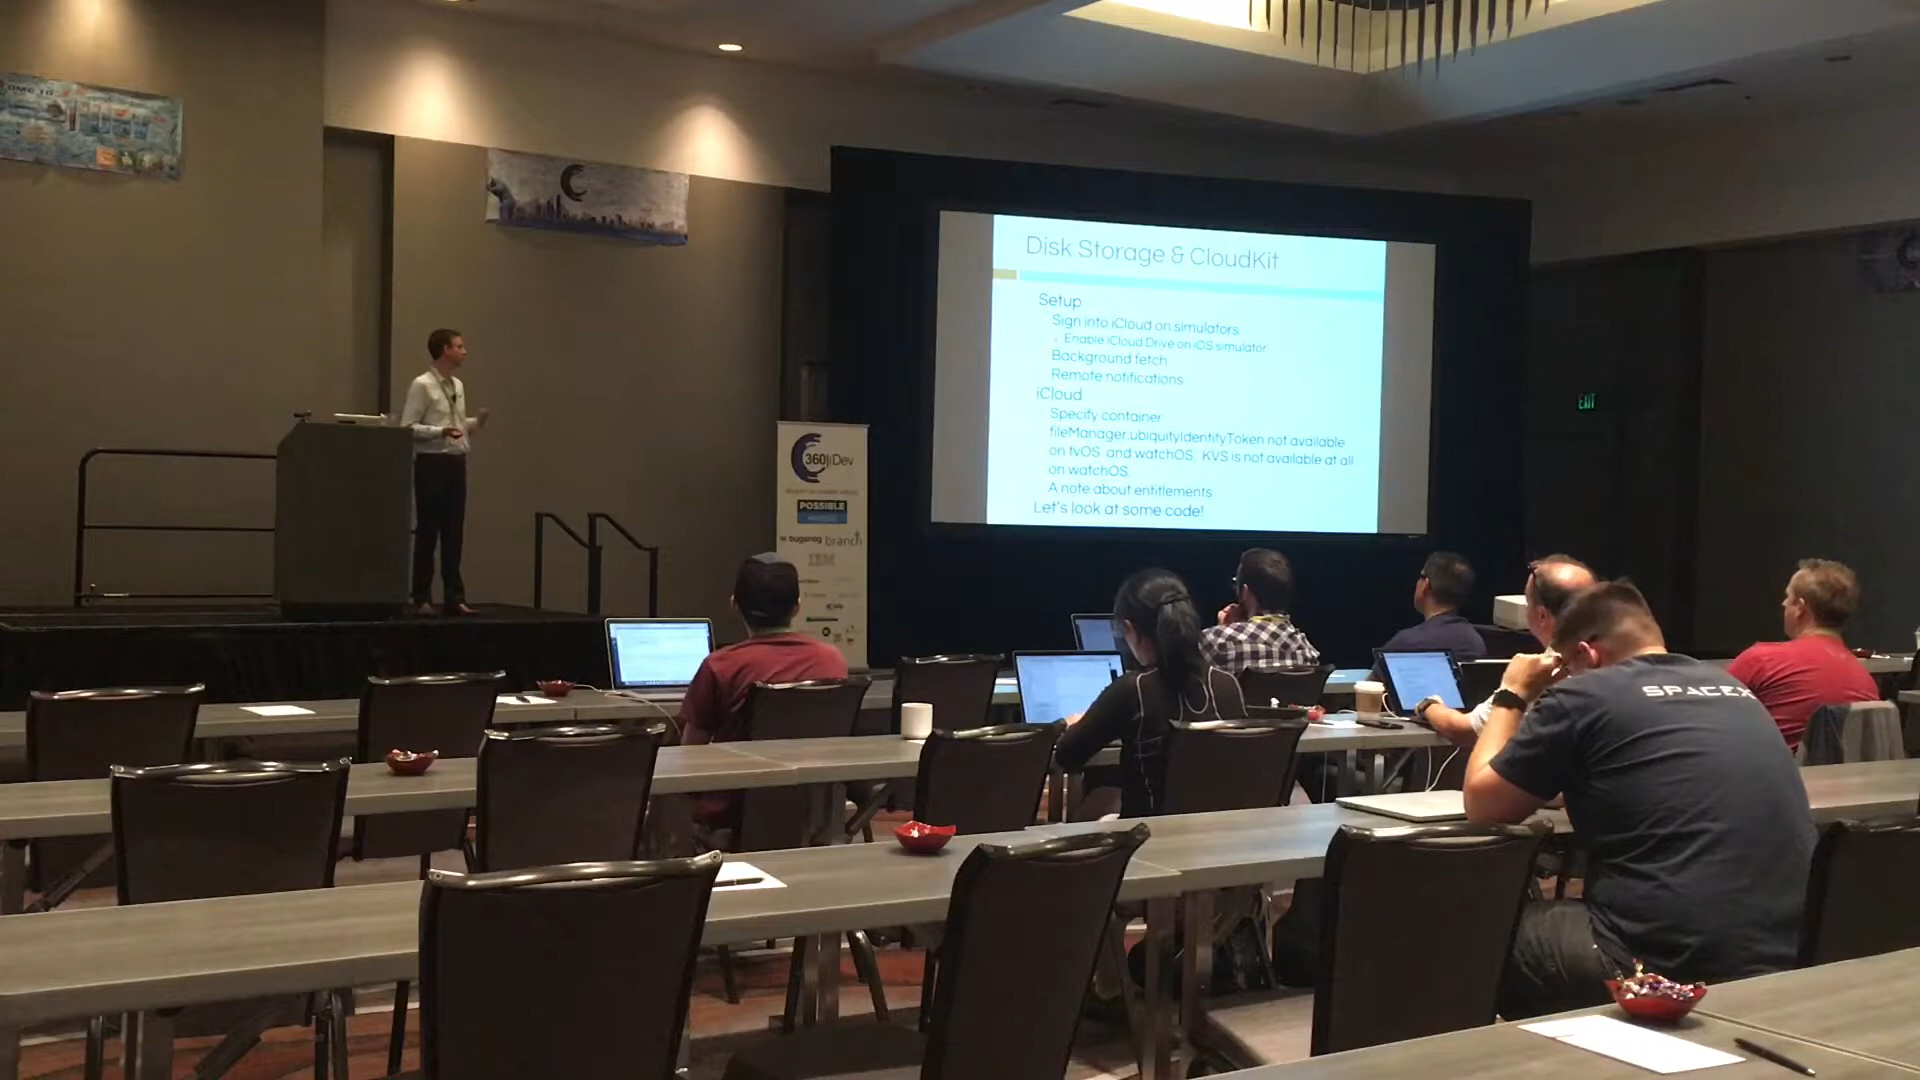 OME TO
Disk Storage & CloudKit
Setup
Sign into iCloud on simulators
Enable iCloud Drive on iOS simulator
Background fetch
Remote notifications
iCloud
Specify container
fileManager.ubiquityIdentityToken not available
on tvOS and watchOS. KVS is not available at all
on watchOS.
A note about entitlements
Let's look at some code!
EXIT
360|iDev
POSSIBLE
bugsnag branch
IBM
SPACEX